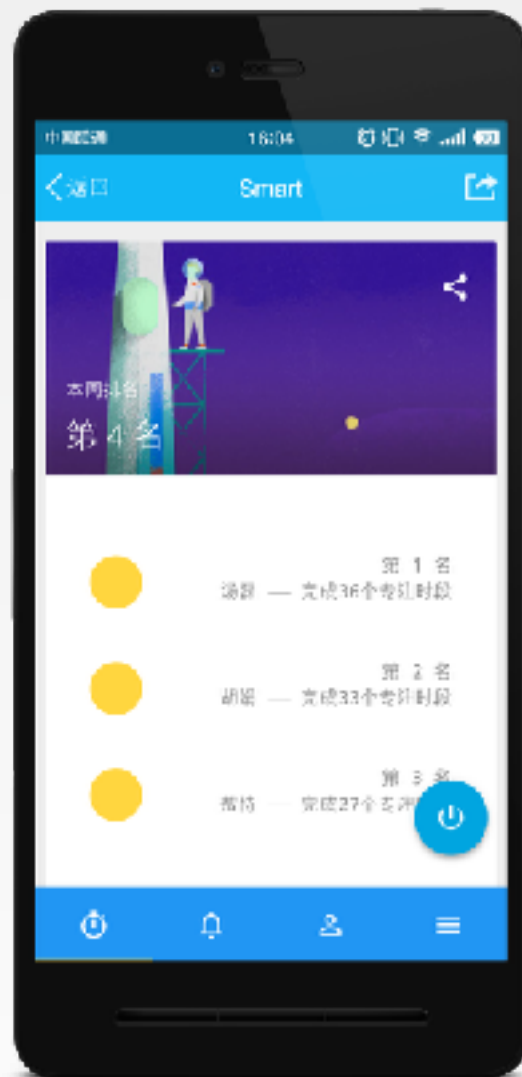 中国联通 16:04
返回 Smart
本周排名
第 4 名
第 1 名
— 完成36个专注时段
第 2 名
— 完成33个专注时段
第 3 名
— 完成27个专注